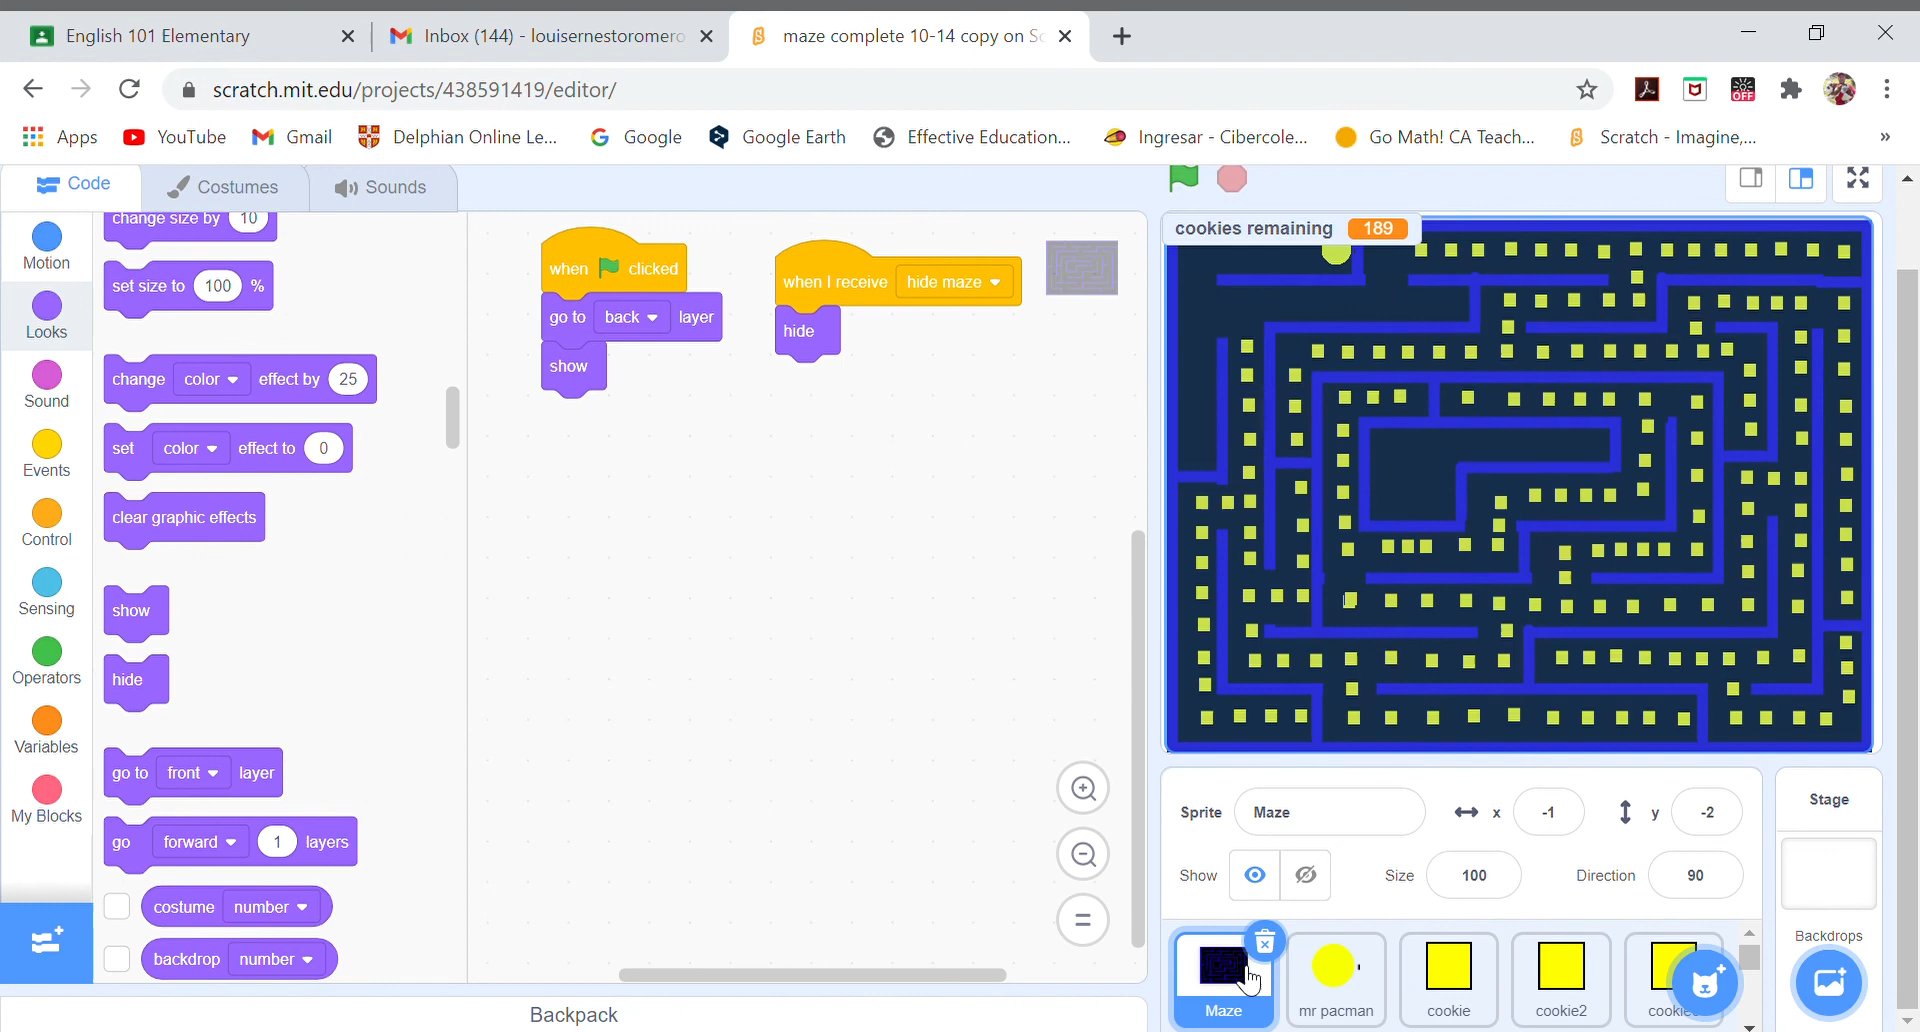 English 101 Elementary
Inbox (144) - louisernestoromero
maze complete 10-14 copy on Sc
scratch.mit.edu/projects/438591419/editor/
OFF
Apps YouTube Gmail Delphian Online Le... Google Google Earth Effective Education... Ingresar - Cibercole... Go Math! CA Teach... Scratch - Imagine,... »
Code Costumes Sounds
Motion
Looks
Sound
Events
Control
Sensing
Operators
Variables
My Blocks
change size by 10
set size to 100 %
change color effect by 25
set color effect to 0
clear graphic effects
show
hide
go to front layer
go forward 1 layers
costume number
backdrop number
when clicked
go to back layer
show
when I receive hide maze
hide
Backpack
cookies remaining 189
Sprite Maze x -1 y -2
Show Size 100 Direction 90
Maze mr pacman cookie cookie2
Stage
Backdrops